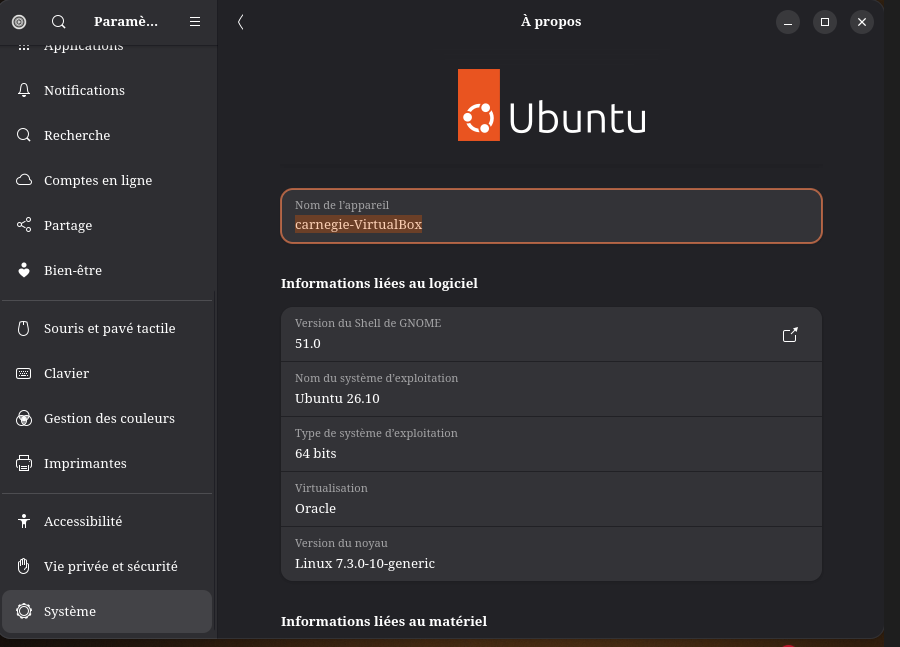 Paramè…
À propos
Applications
Notifications
Recherche
Comptes en ligne
Partage
Bien-être
Souris et pavé tactile
Clavier
Gestion des couleurs
Imprimantes
Accessibilité
Vie privée et sécurité
Système
Ubuntu
Nom de l'appareil
carnegie-VirtualBox
Informations liées au logiciel
Version du Shell de GNOME
51.0
Nom du système d'exploitation
Ubuntu 26.10
Type de système d'exploitation
64 bits
Virtualisation
Oracle
Version du noyau
Linux 7.3.0-10-generic
Informations liées au matériel